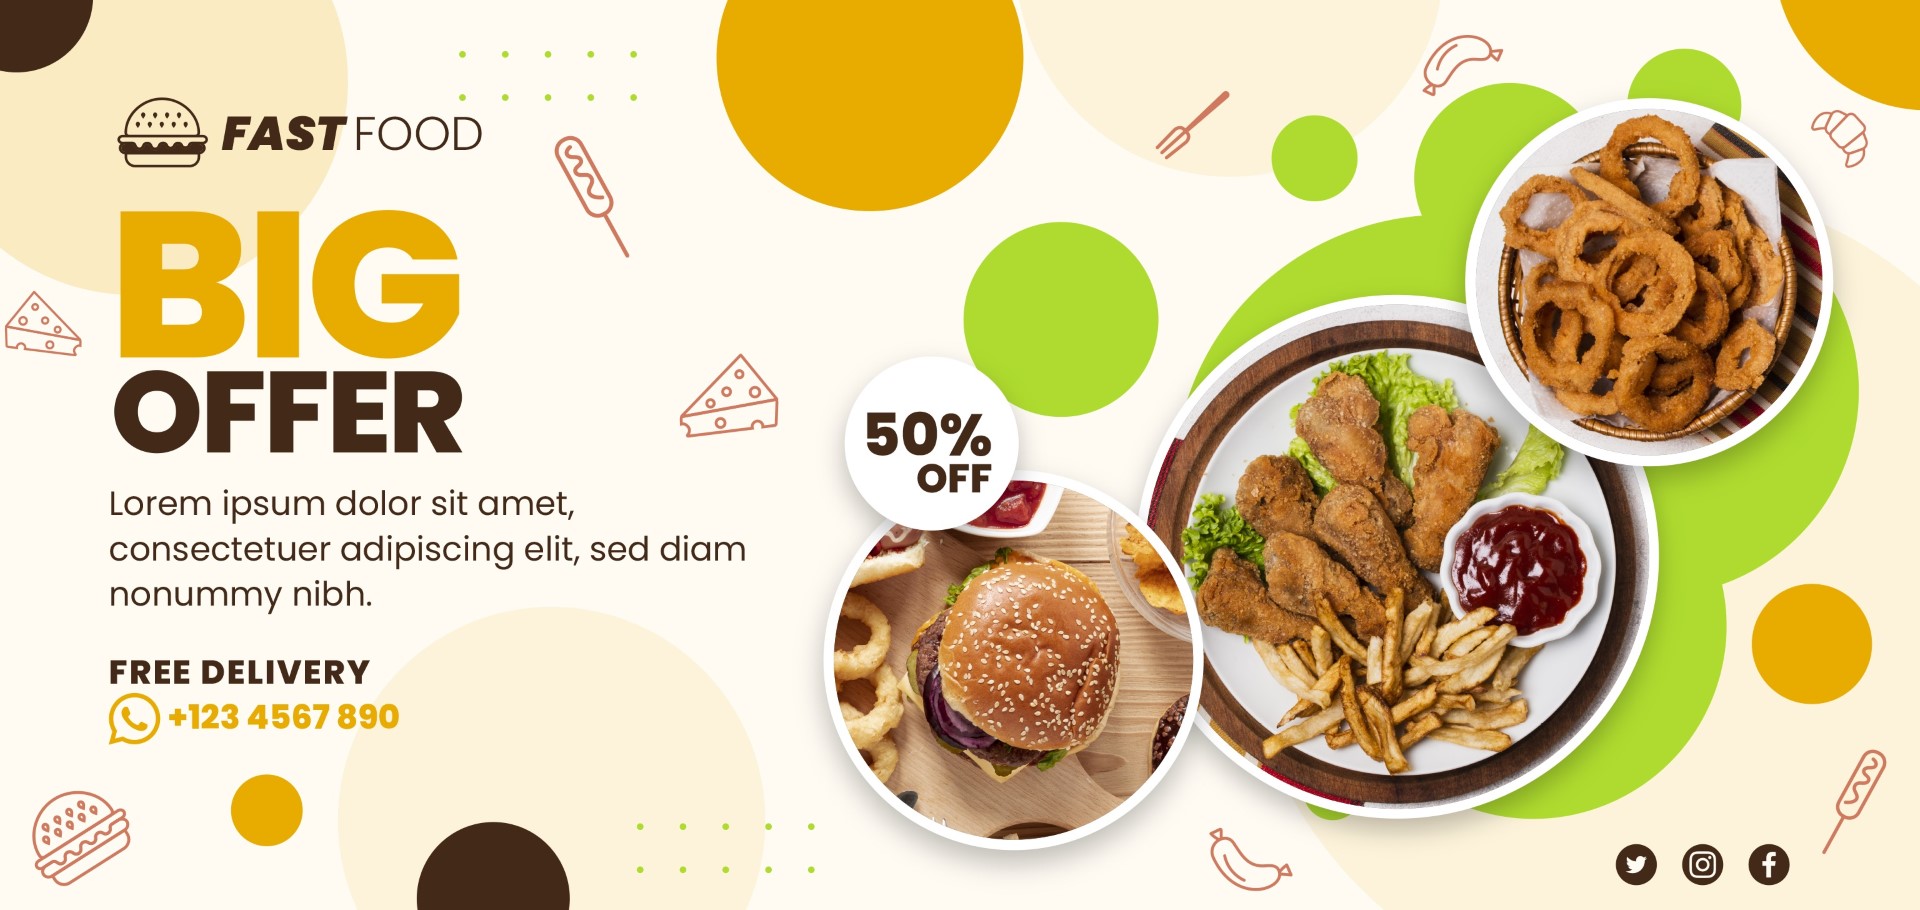 FAST FOOD
BIG
OFFER
Lorem ipsum dolor sit amet,
consectetuer adipiscing elit, sed diam
nonummy nibh.
FREE DELIVERY
+123 4567 890
50%
OFF